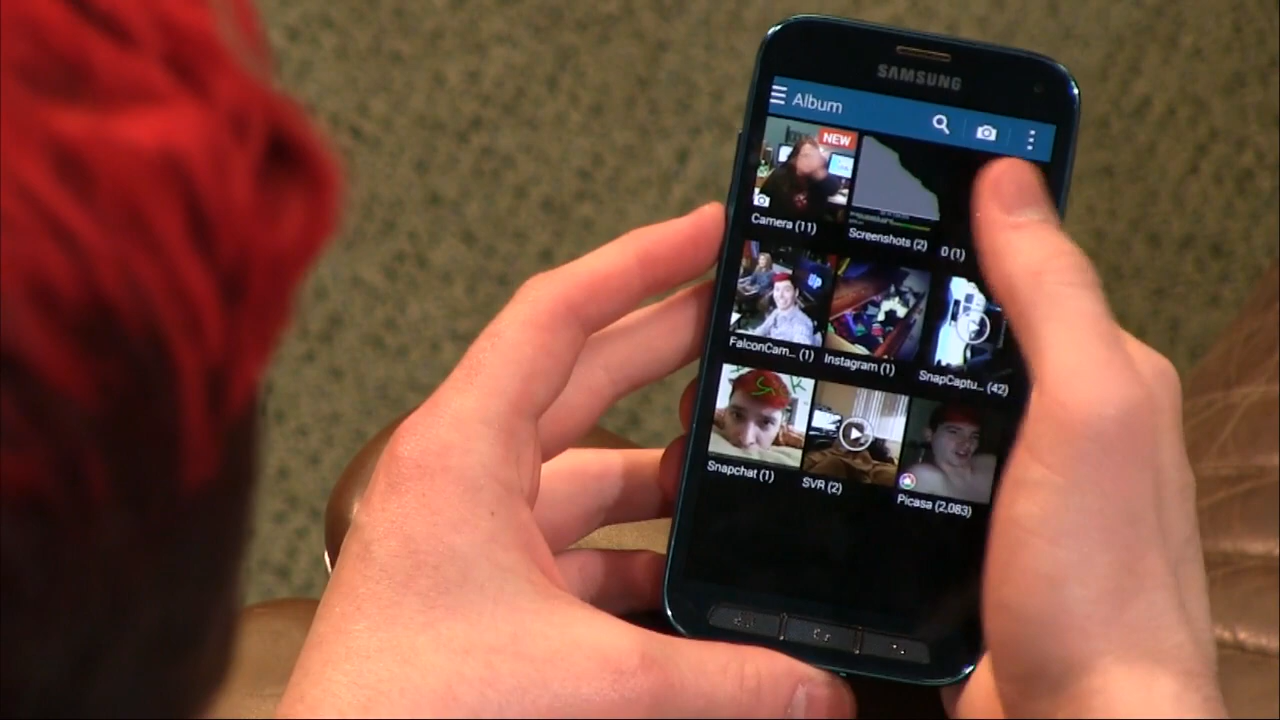 SAMSUNG
Album
NEW
Camera (11)
Screenshots (2)
0 (1)
up
FalconCam... (1)
Instagram (1)
SnapCaptu... (42)
Snapchat (1)
SVR (2)
Picasa (2,083)